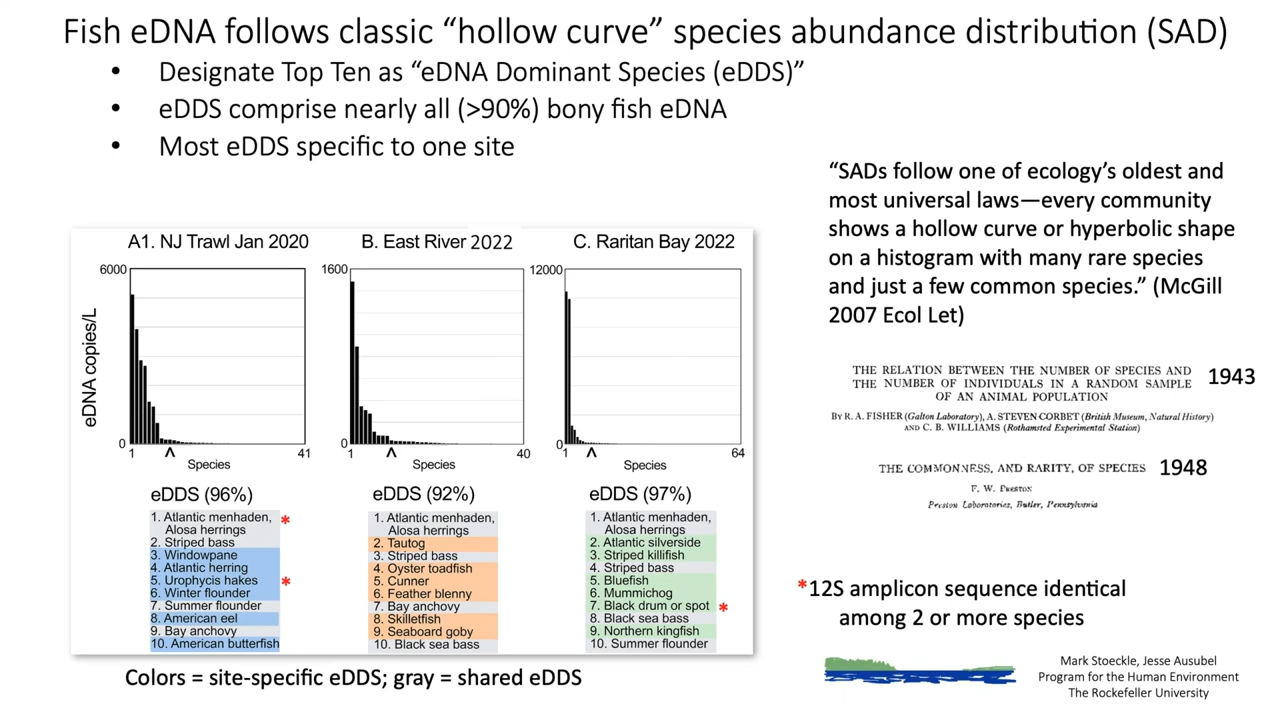 Fish eDNA follows classic “hollow curve” species abundance distribution (SAD)
• Designate Top Ten as “eDNA Dominant Species (eDDS)”
• eDDS comprise nearly all (>90%) bony fish eDNA
• Most eDDS specific to one site
“SADs follow one of ecology’s oldest and
most universal laws—every community
shows a hollow curve or hyperbolic shape
on a histogram with many rare species
and just a few common species.” (McGill
2007 Ecol Let)
A1. NJ Trawl Jan 2020
6000
eDNA copies/L
0
1
^
41
Species
eDDS (96%)
1. Atlantic menhaden, *
Alosa herrings
2. Striped bass
3. Windowpane
4. Atlantic herring
5. Urophycis hakes *
6. Winter flounder
7. Summer flounder
8. American eel
9. Bay anchovy
10. American butterfish
B. East River 2022
1600
0
1
^
40
Species
eDDS (92%)
1. Atlantic menhaden,
Alosa herrings
2. Tautog
3. Striped bass
4. Oyster toadfish
5. Cunner
6. Feather blenny
7. Bay anchovy
8. Skilletfish
9. Seaboard goby
10. Black sea bass
C. Raritan Bay 2022
12000
0
1
^
64
Species
eDDS (97%)
1. Atlantic menhaden,
Alosa herrings
2. Atlantic silverside
3. Striped killifish
4. Striped bass
5. Bluefish
6. Mummichog
7. Black drum or spot *
8. Black sea bass
9. Northern kingfish
10. Summer flounder
Colors = site-specific eDDS; gray = shared eDDS
THE RELATION BETWEEN THE NUMBER OF SPECIES AND
THE NUMBER OF INDIVIDUALS IN A RANDOM SAMPLE
OF AN ANIMAL POPULATION
1943
BY R. A. FISHER (Galton Laboratory), A. STEVEN CORBET (British Museum, Natural History)
AND C. B. WILLIAMS (Rothamsted Experimental Station)
THE COMMONNESS, AND RARITY, OF SPECIES 1948
F. W. PRESTON
Preston Laboratories, Butler, Pennsylvania
*12S amplicon sequence identical
among 2 or more species
Mark Stoeckle, Jesse Ausubel
Program for the Human Environment
The Rockefeller University